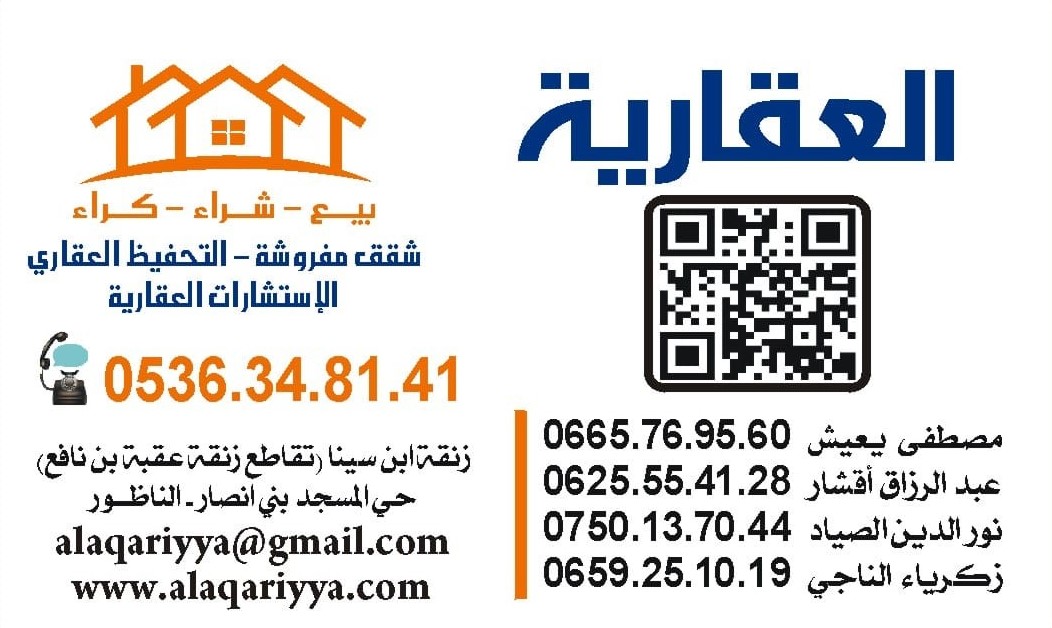 العقارية
مصطفى يعيش 0665.76.95.60
عبد الرزاق أقشار 0625.55.41.28
نور الدين الصياد 0750.13.70.44
زكرياء الناجي 0659.25.10.19
بيع - شراء - كراء
شقق مفروشة - التحفيظ العقاري
الإستشارات العقارية
0536.34.81.41
زنقة ابن سينا (تقاطع زنقة عقبة بن نافع)
حي المسجد بني انصار - الناظور
alaqariyya@gmail.com
www.alaqariyya.com